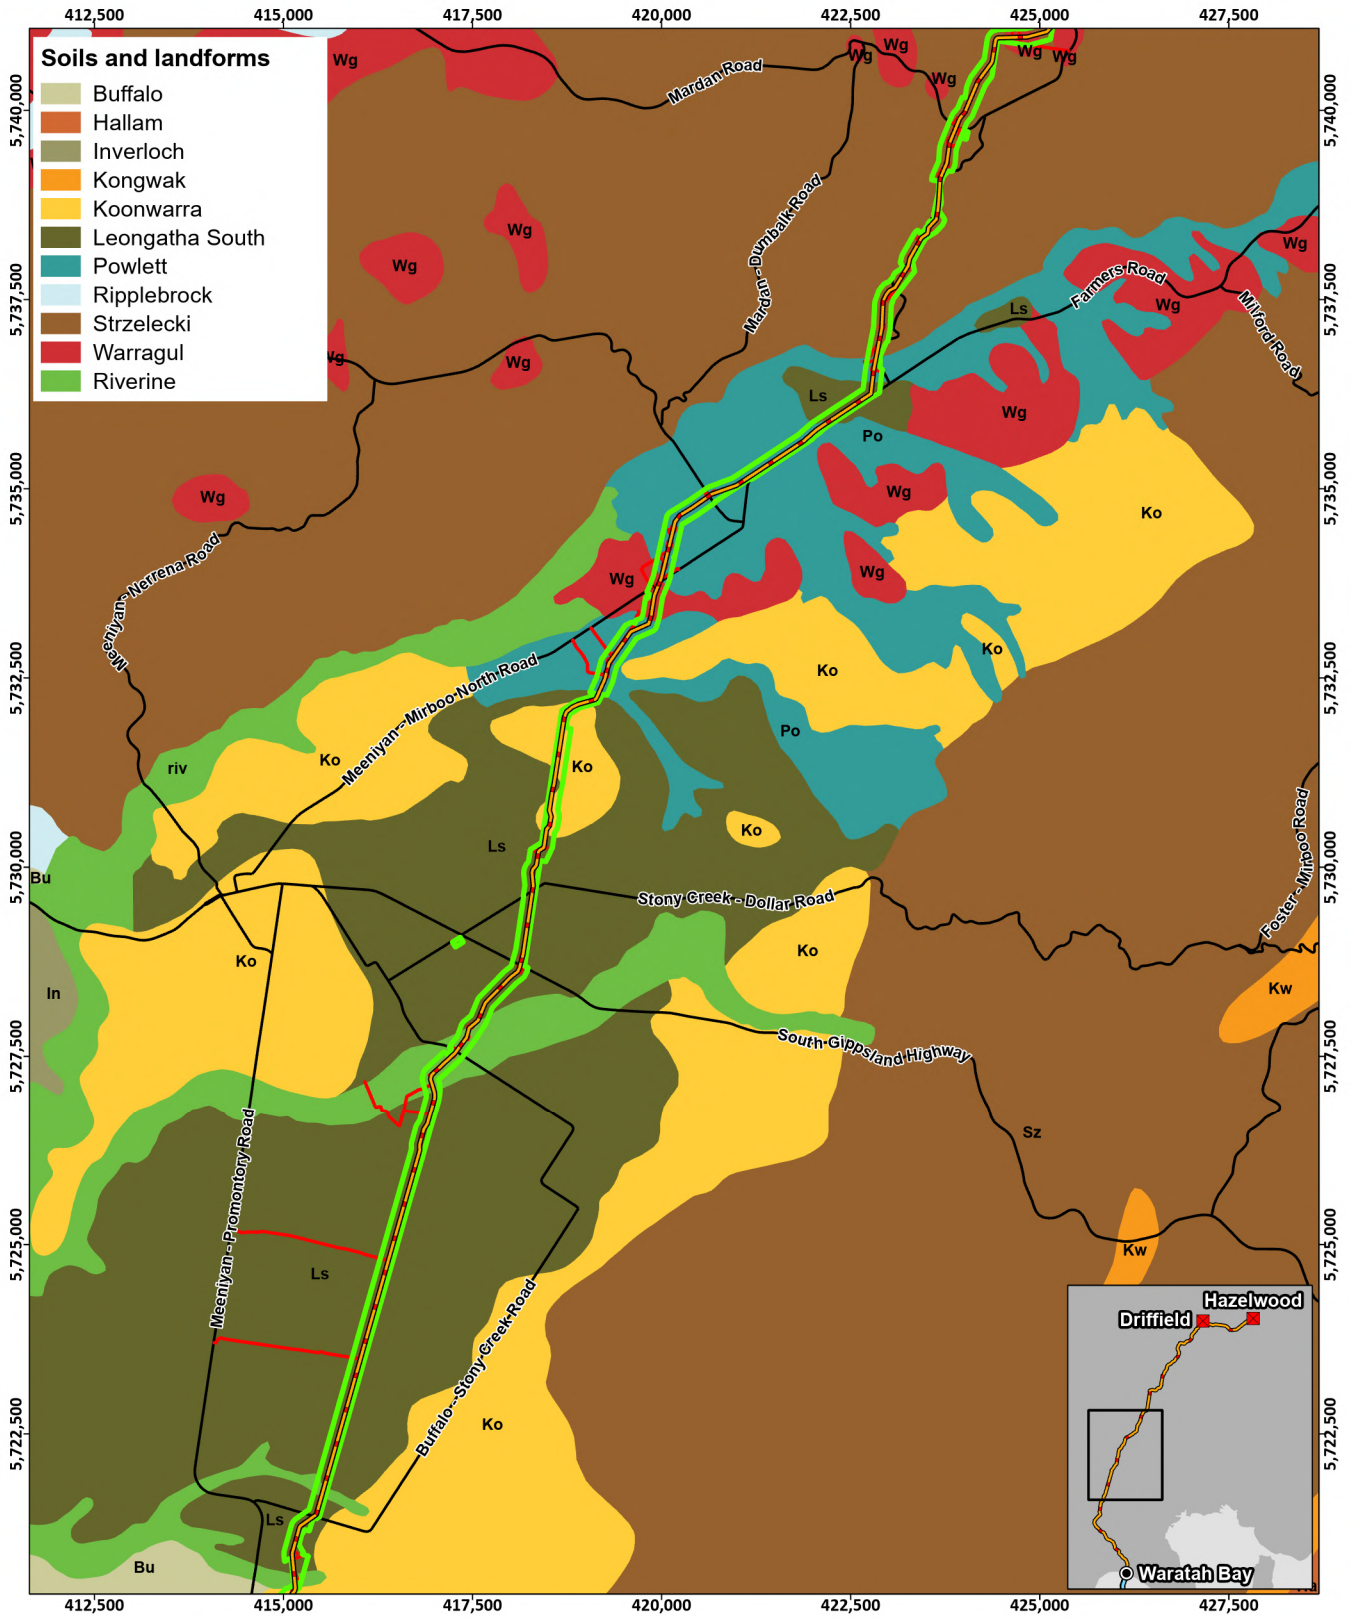 412,500 415,000 417,500 420,000 422,500 425,000 427,500
Soils and landforms
Buffalo
Hallam
Inverloch
Kongwak
Koonwarra
Leongatha South
Powlett
Ripplebrock
Strzelecki
Warragul
Riverine
5,740,000
5,737,500
5,735,000
5,732,500
5,730,000
5,727,500
5,725,000
5,722,500
5,740,000
5,737,500
5,735,000
5,732,500
5,730,000
5,727,500
5,725,000
5,722,500
Wg
Mardan Road
Wg
Wg
Wg
Wg
Wg
Mardan - Dumbalk Road
Wg
Wg
Wg
Wg
Wg
Farmers Road
Wg
Ls
Milford Road
Wg
Ls
Po
Wg
Wg
Wg
Ko
Meeniyan - Nerrena Road
Wg
Wg
Ko
Ko
Meeniyan - Mirboo North Road
Po
riv
Ko
Ko
Ko
Ls
Bu
Stony Creek - Dollar Road
Foster - Mirboo Road
Ko
Ko
In
Kw
South Gippsland Highway
Meeniyan - Promontory Road
Sz
Kw
Ls
Buffalo - Stony Creek Road
Ko
Ls
Bu
Hazelwood
Driffield
Waratah Bay
412,500 415,000 417,500 420,000 422,500 425,000 427,500